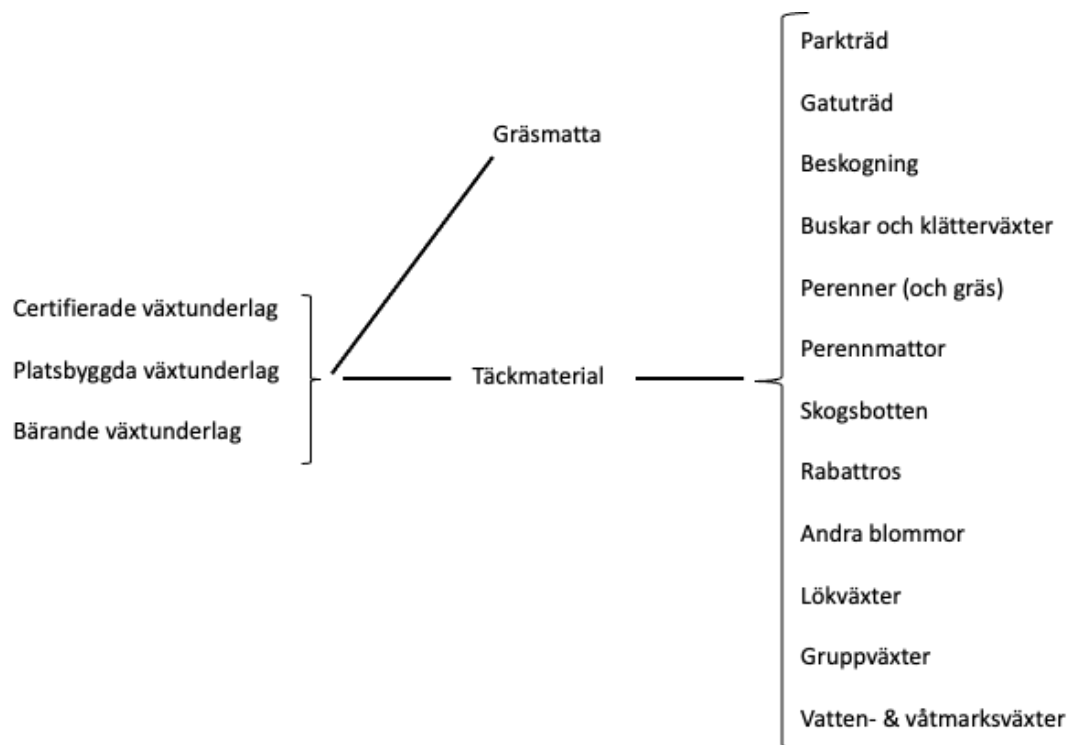 Certifierade växtunderlag
Platsbyggda växtunderlag
Bärande växtunderlag
Gräsmatta
Täckmaterial
Parkträd
Gatuträd
Beskogning
Buskar och klätterväxter
Perenner (och gräs)
Perennmattor
Skogsbotten
Rabattros
Andra blommor
Lökväxter
Gruppväxter
Vatten- & våtmarksväxter